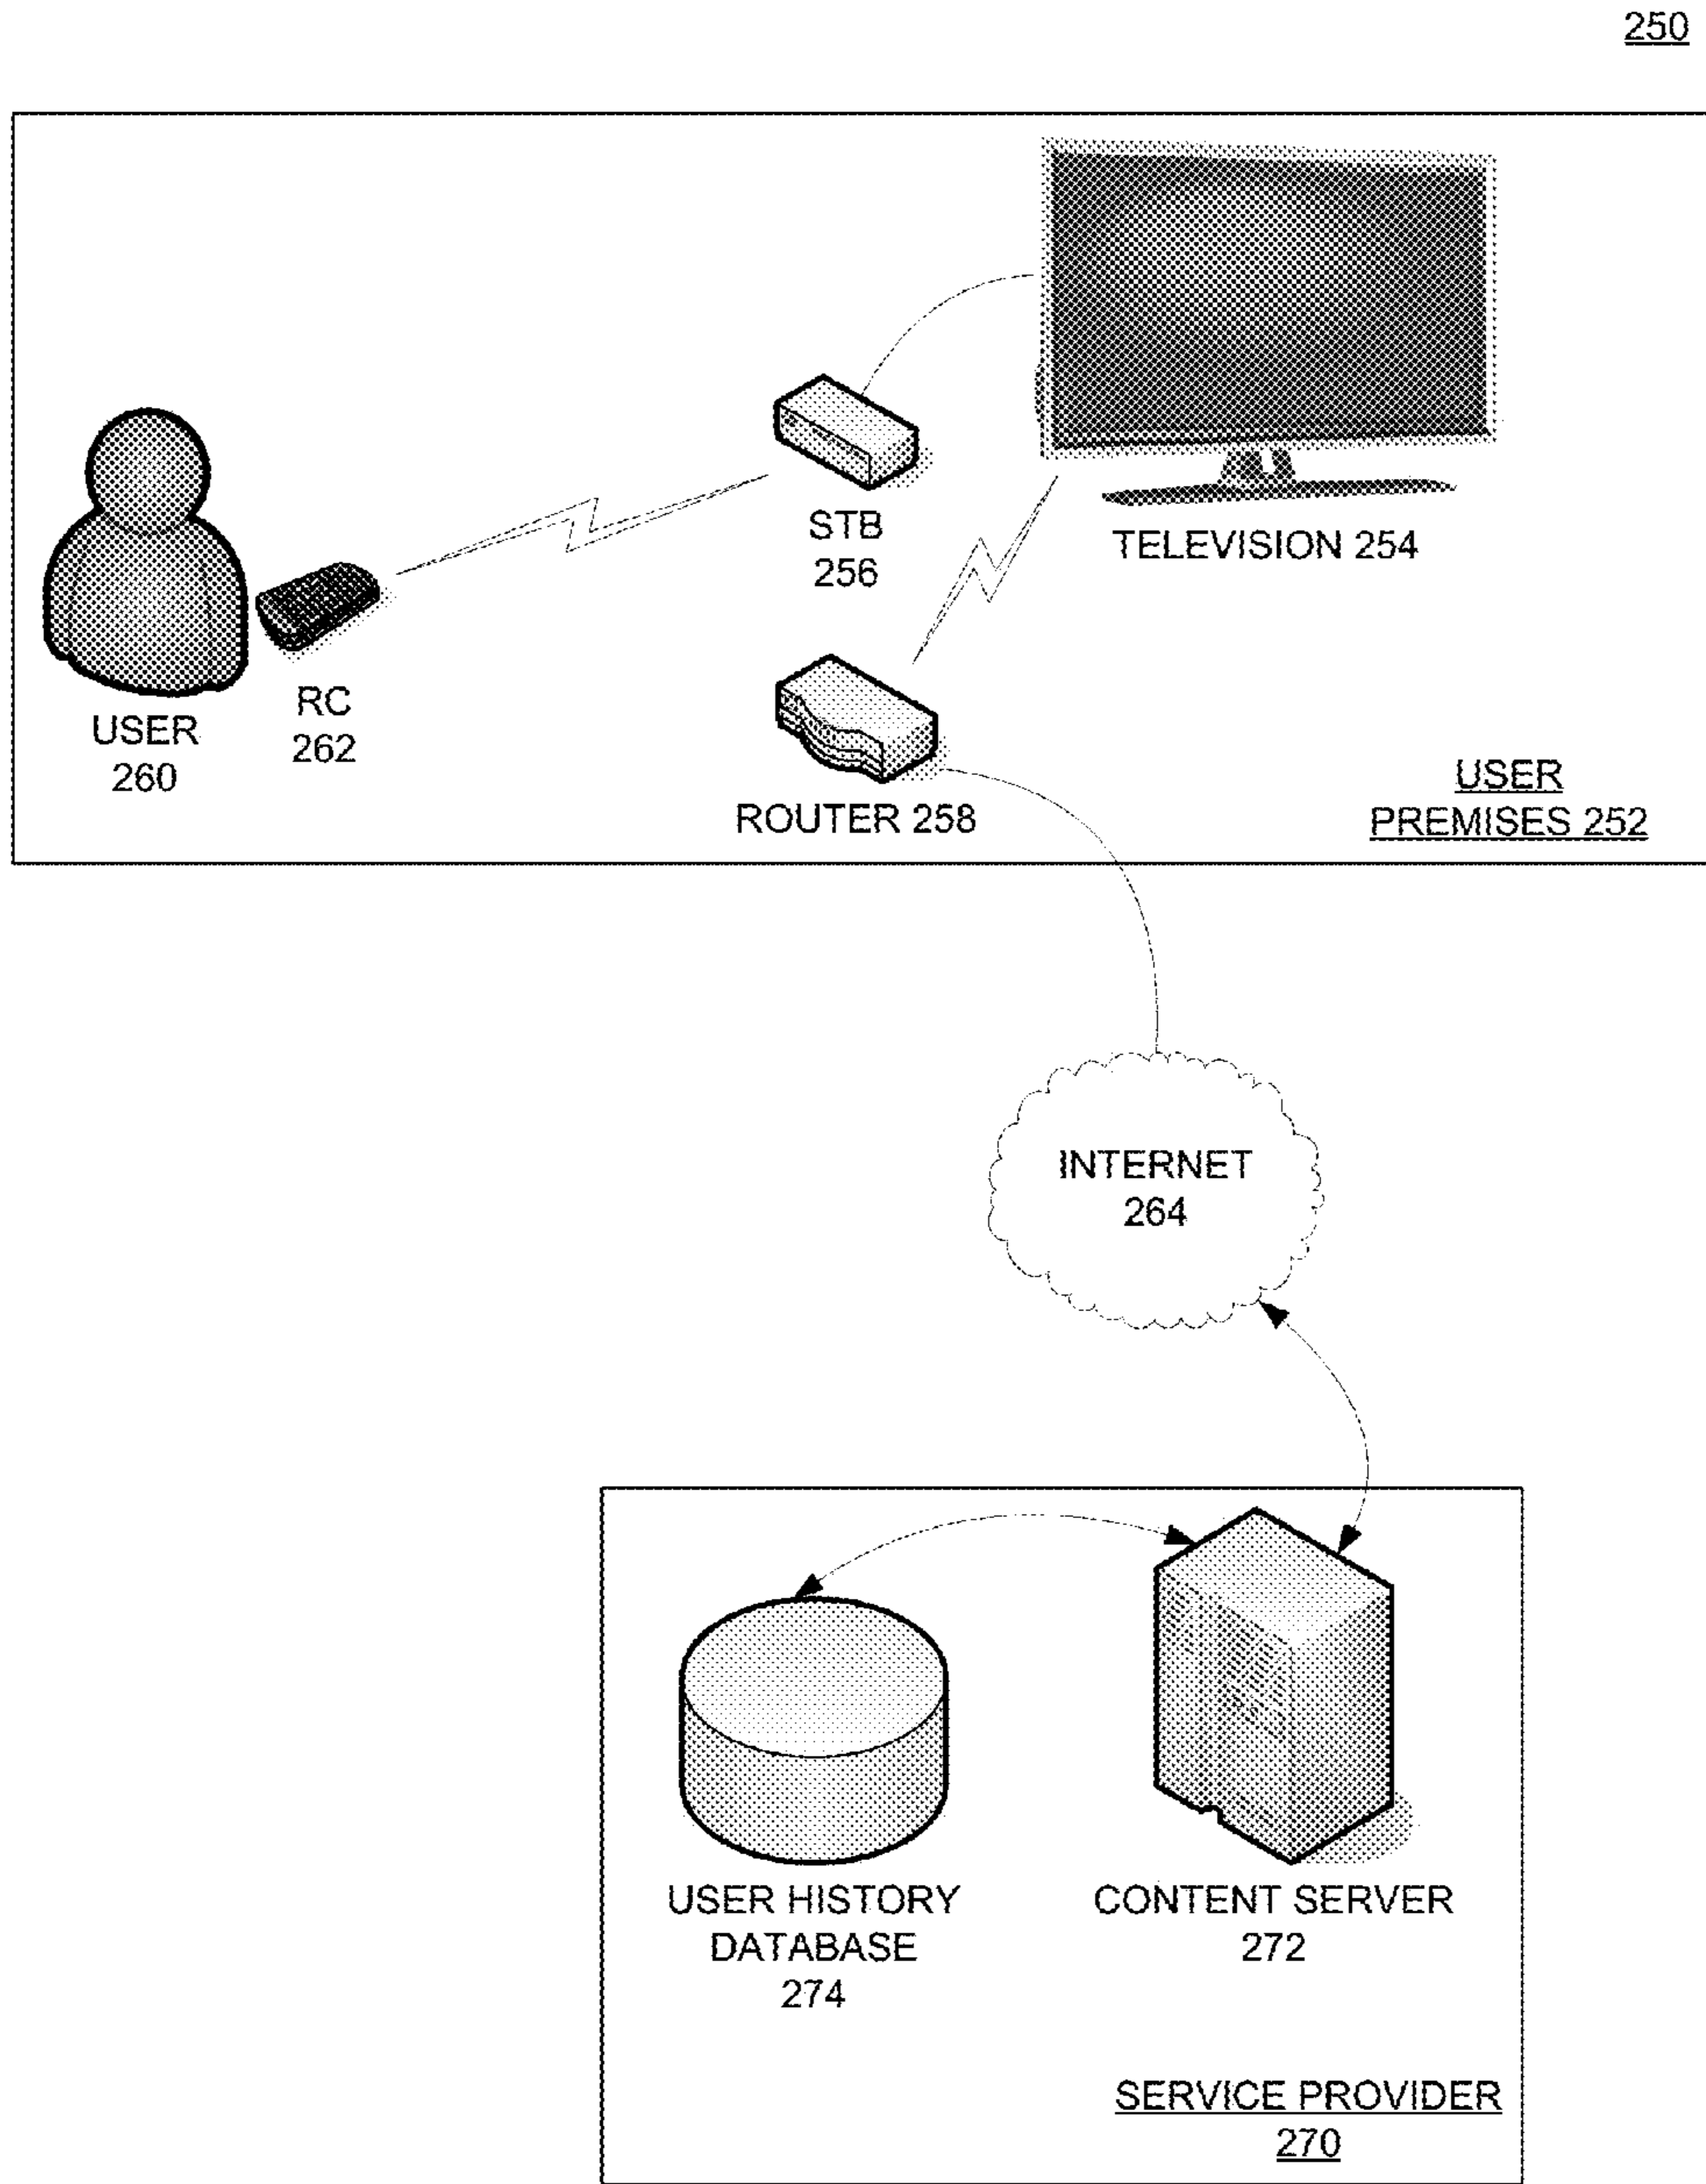 250
STB
256
TELEVISION 254
USER
260
RC
262
ROUTER 258
USER
PREMISES 252
INTERNET
264
USER HISTORY
DATABASE
274
CONTENT SERVER
272
SERVICE PROVIDER
270